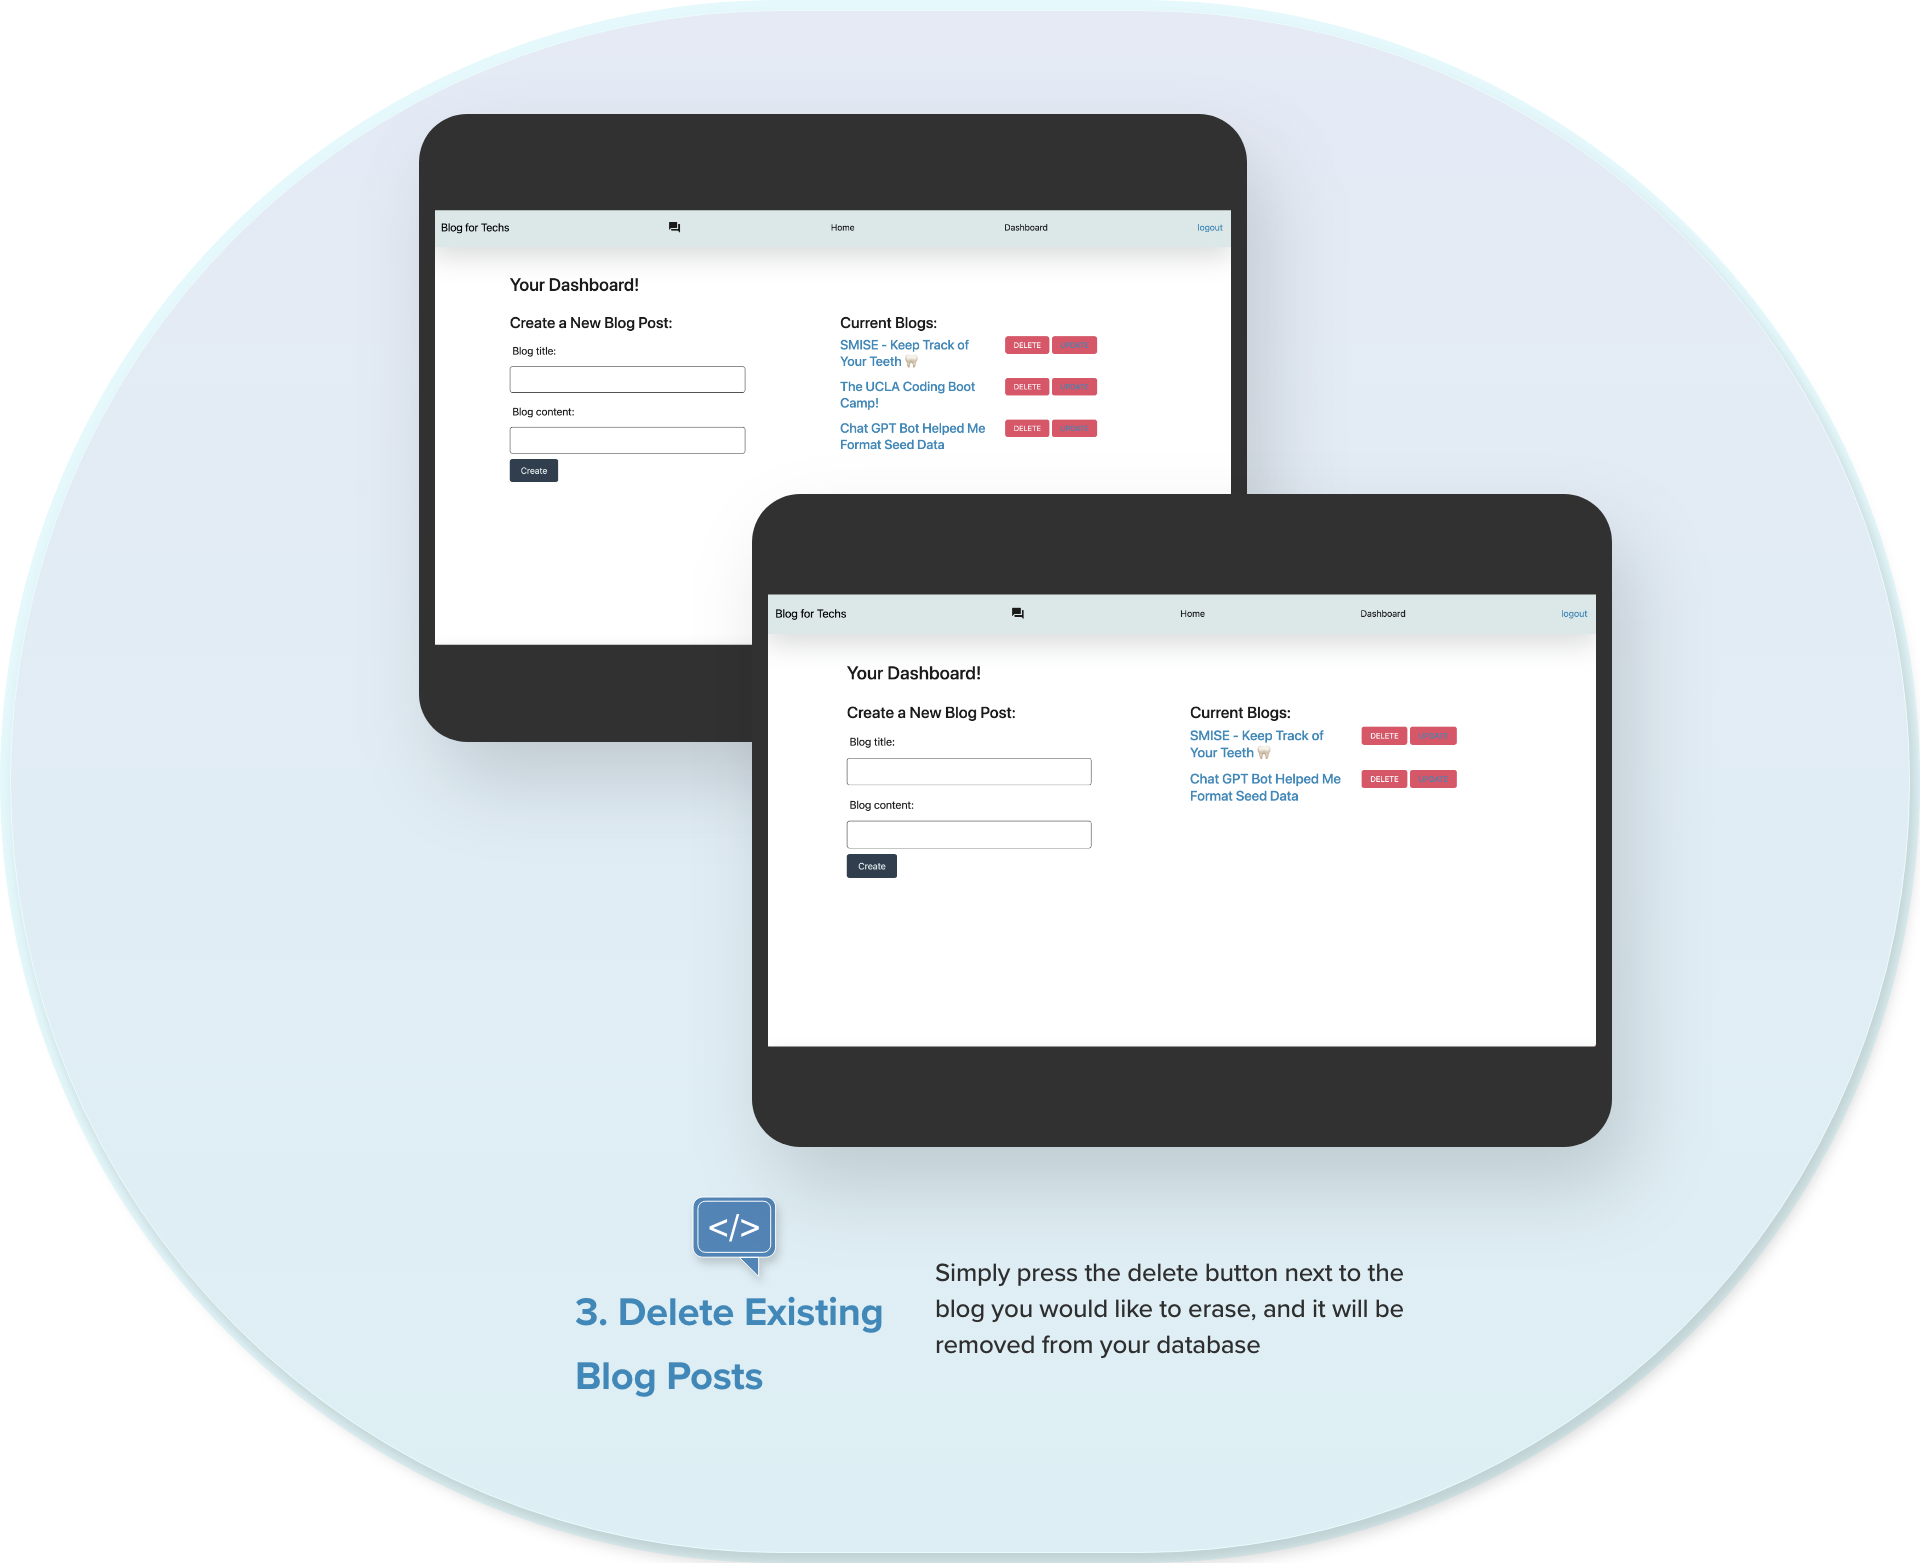 Blog for Techs
Home
Dashboard
logout
Your Dashboard!
Create a New Blog Post:
Blog title:
Blog content:
Create
Current Blogs:
SMISE - Keep Track of
Your Teeth 🦷
DELETE UPDATE
The UCLA Coding Boot
Camp!
DELETE UPDATE
Chat GPT Bot Helped Me
Format Seed Data
DELETE UPDATE
Blog for Techs
Home
Dashboard
logout
Your Dashboard!
Create a New Blog Post:
Blog title:
Blog content:
Create
Current Blogs:
SMISE - Keep Track of
Your Teeth 🦷
DELETE UPDATE
Chat GPT Bot Helped Me
Format Seed Data
DELETE UPDATE
</>
3. Delete Existing
Blog Posts
Simply press the delete button next to the
blog you would like to erase, and it will be
removed from your database